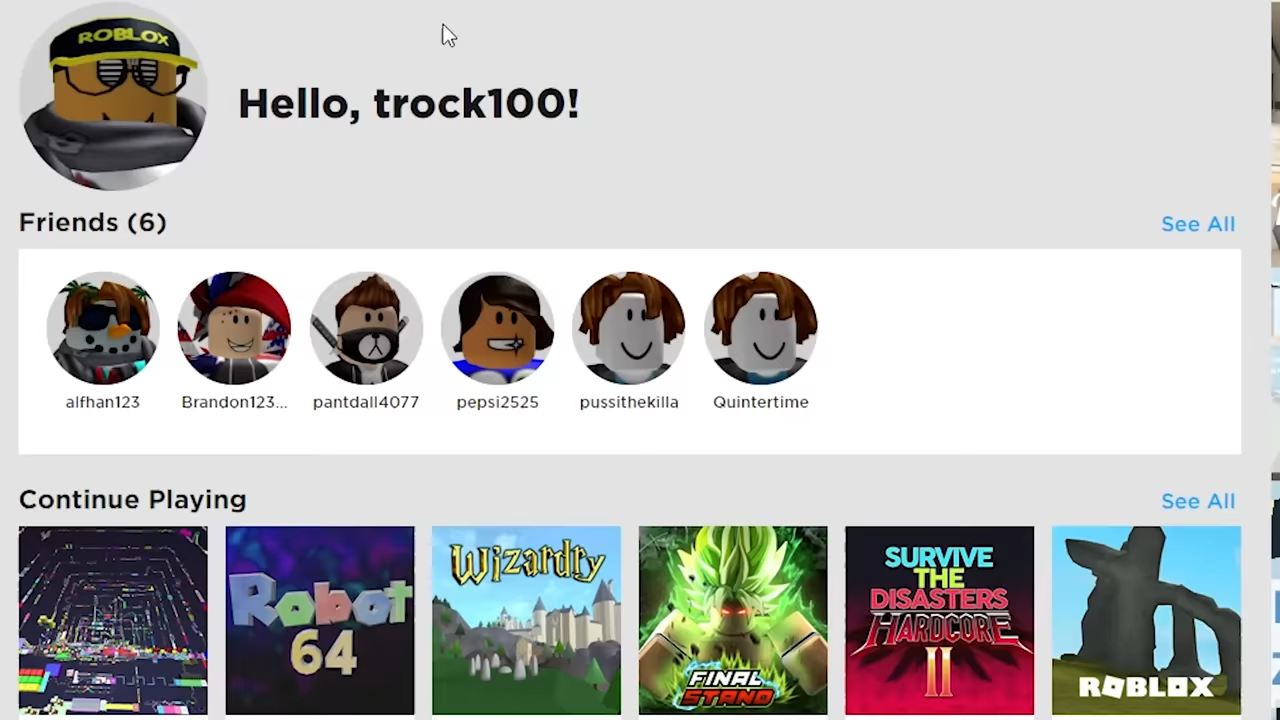 ROBLOX
Hello, trock100!
Friends (6)
See All
alfhan123
Brandon123...
pantdall4077
pepsi2525
pussithekilla
Quintertime
Continue Playing
See All
Robot
64
Wizardry
FINAL
STAND
SURVIVE
THE
DISASTERS
HARDCORE
II
ROBLOX